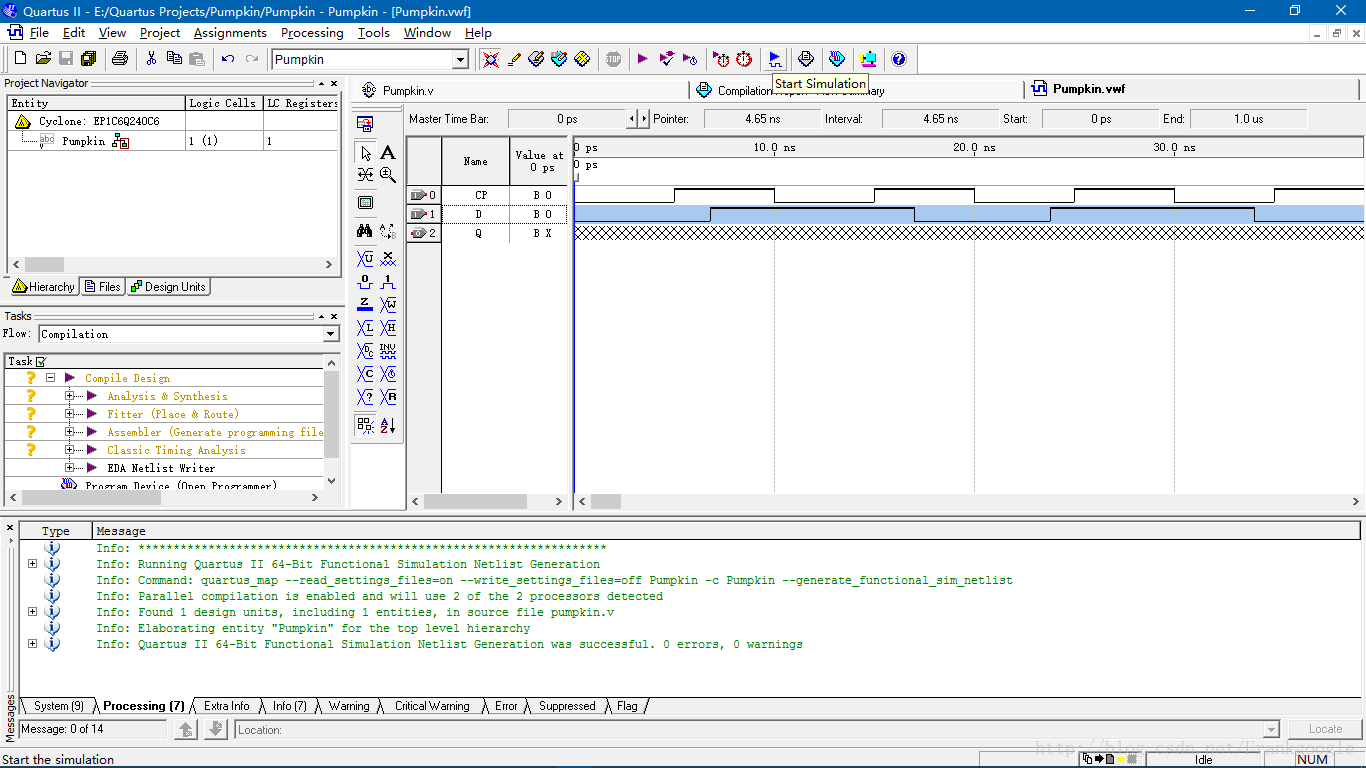 Quartus II - E:/Quartus Projects/Pumpkin/Pumpkin - Pumpkin - [Pumpkin.vwf]
File Edit View Project Assignments Processing Tools Window Help
Pumpkin
STOP
Project Navigator
Entity Logic Cells LC Registers
Cyclone: EP1C6Q240C6
abc Pumpkin 1 (1) 1
Hierarchy Files Design Units
Tasks
Flow: Compilation
Task
Compile Design
Analysis & Synthesis
Fitter (Place & Route)
Assembler (Generate programming file
Classic Timing Analysis
EDA Netlist Writer
Program Device (Open Programmer)
Pumpkin.v Compilation Pumpkin.vwf
Start Simulation
Master Time Bar: 0 ps Pointer: 4.65 ns Interval: 4.65 ns Start: 0 ps End: 1.0 us
Name Value at 0 ps
0 ps 10.0 ns 20.0 ns 30.0 ns
0 ps
0 CP B 0
1 D B 0
2 Q B X
Type Message
Info: *******************************************************************
Info: Running Quartus II 64-Bit Functional Simulation Netlist Generation
Info: Command: quartus_map --read_settings_files=on --write_settings_files=off Pumpkin -c Pumpkin --generate_functional_sim_netlist
Info: Parallel compilation is enabled and will use 2 of the 2 processors detected
Info: Found 1 design units, including 1 entities, in source file pumpkin.v
Info: Elaborating entity "Pumpkin" for the top level hierarchy
Info: Quartus II 64-Bit Functional Simulation Netlist Generation was successful. 0 errors, 0 warnings
System (9) Processing (7) Extra Info Info (7) Warning Critical Warning Error Suppressed Flag
Messages
Message: 0 of 14 Location: Locate
http://blog.csdn.net/Frankgoogle
Start the simulation Idle NUM